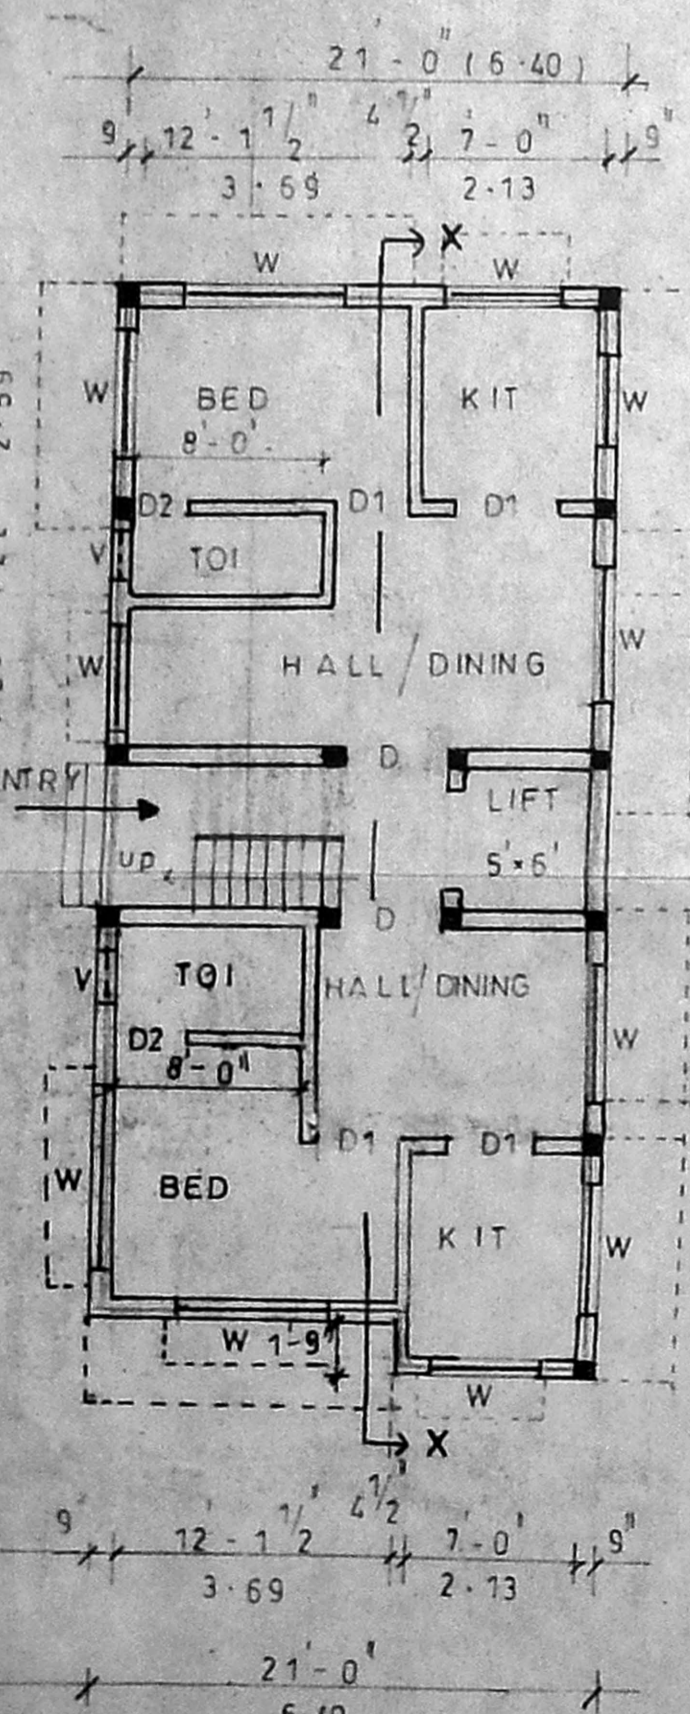 21'-0" (6.40)
9 12'-1 1/2" 4 1/2" 7'-0" 9"
3.69 2.13
X
W W
W BED KIT W
8'-0"
D2 D1 D1
V TOI
W HALL/DINING W
D
LIFT
UP 5'×6'
D
V TOI HALL/DINING
D2 W
8'-0"
D1 D1
W BED
KIT W
W 1'-9"
W
X
9" 12'-1 1/2" 4 1/2" 7'-0" 9"
3.69 2.13
21'-0"